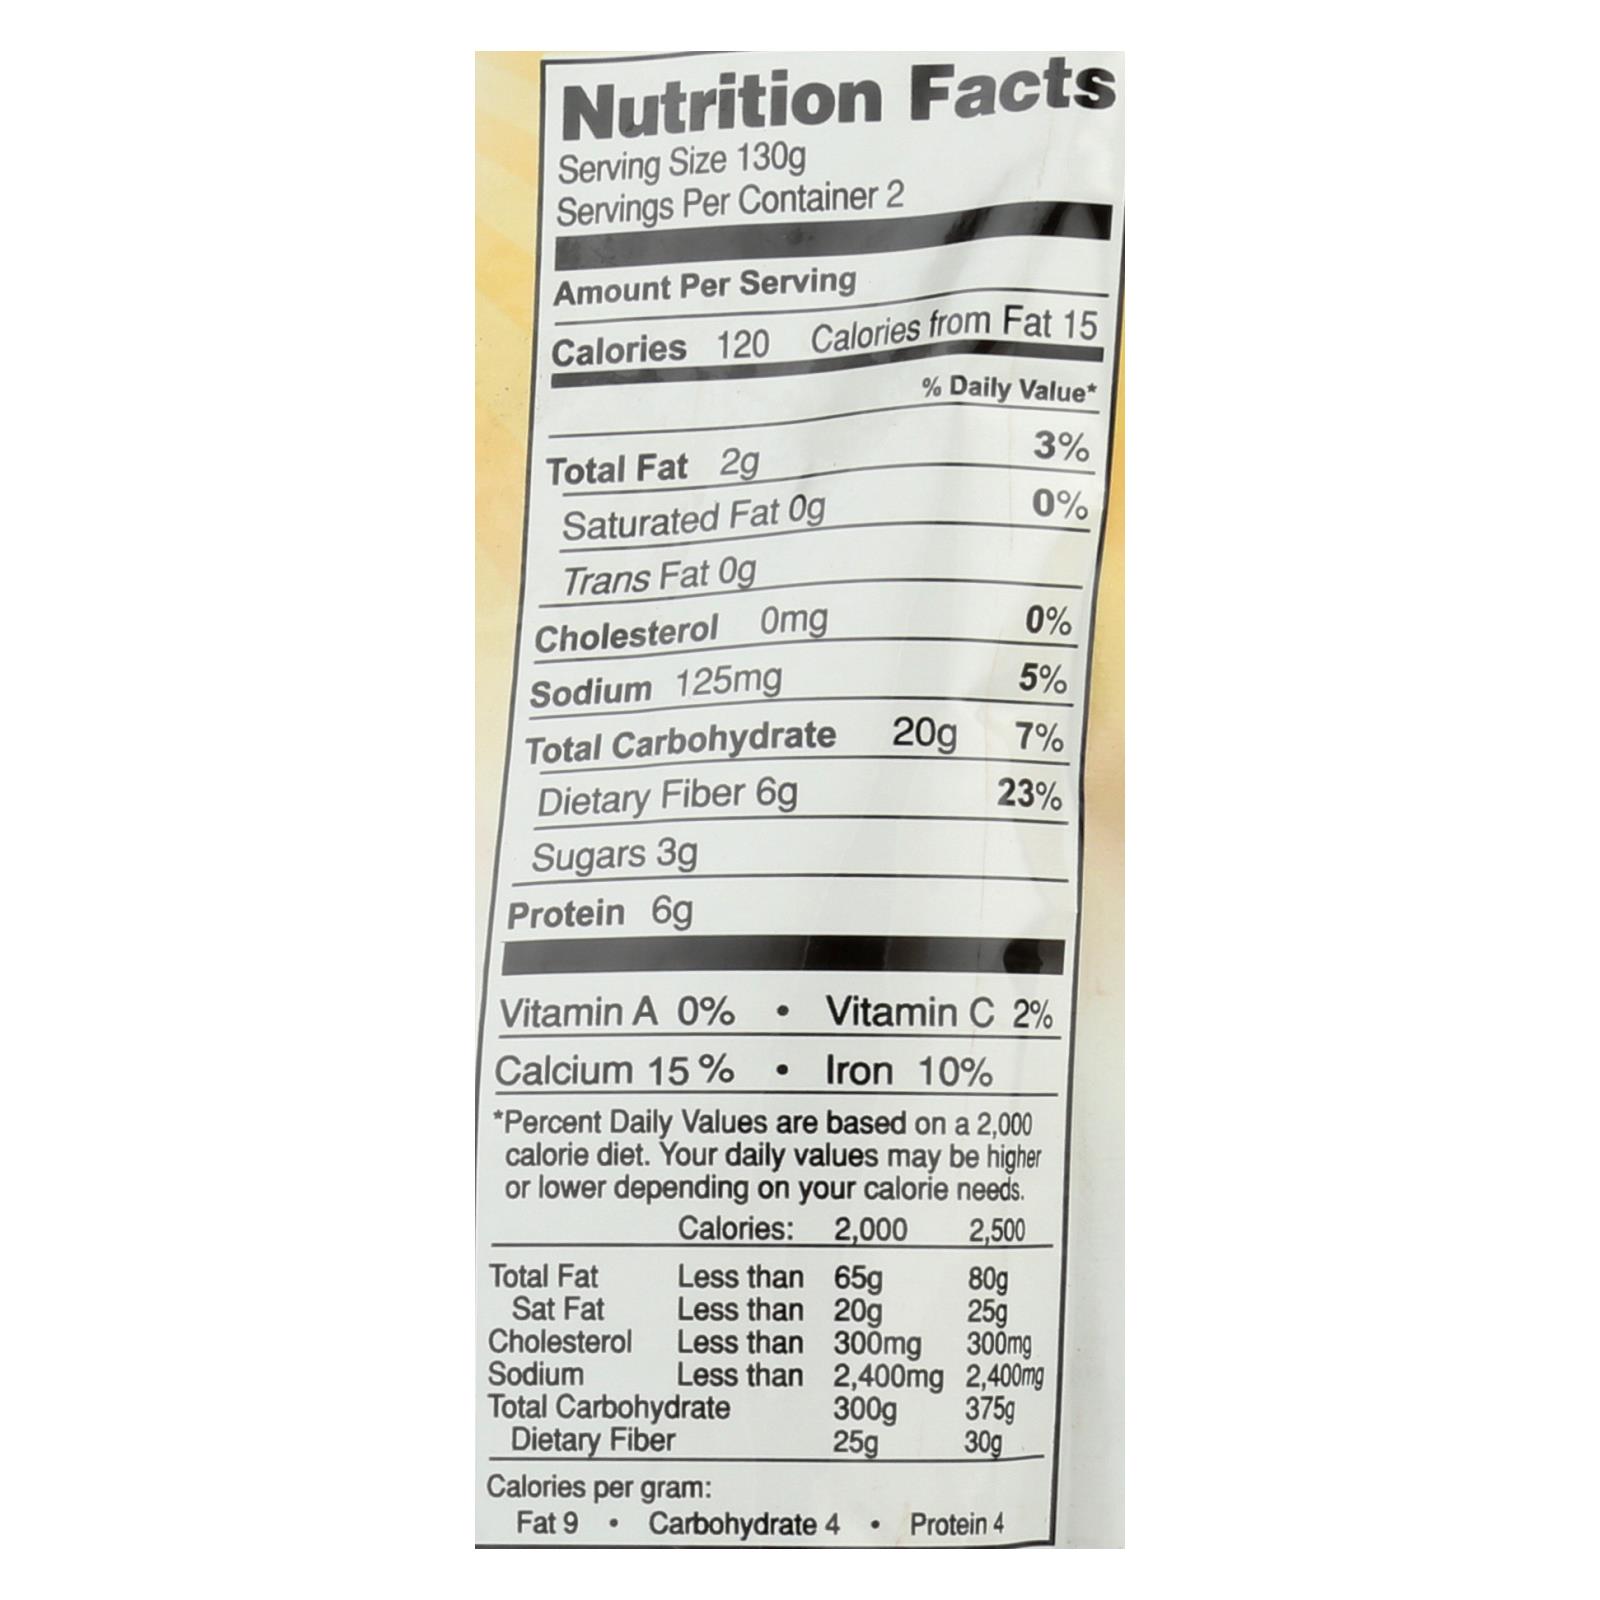 Nutrition Facts
Serving Size 130g
Servings Per Container 2
Amount Per Serving
Calories 120 Calories from Fat 15
% Daily Value*
Total Fat 2g 3%
Saturated Fat 0g 0%
Trans Fat 0g
Cholesterol 0mg 0%
Sodium 125mg 5%
Total Carbohydrate 20g 7%
Dietary Fiber 6g 23%
Sugars 3g
Protein 6g
Vitamin A 0% • Vitamin C 2%
Calcium 15% • Iron 10%
*Percent Daily Values are based on a 2,000
calorie diet. Your daily values may be higher
or lower depending on your calorie needs.
Calories: 2,000 2,500
Total Fat Less than 65g 80g
Sat Fat Less than 20g 25g
Cholesterol Less than 300mg 300mg
Sodium Less than 2,400mg 2,400mg
Total Carbohydrate 300g 375g
Dietary Fiber 25g 30g
Calories per gram:
Fat 9 • Carbohydrate 4 • Protein 4